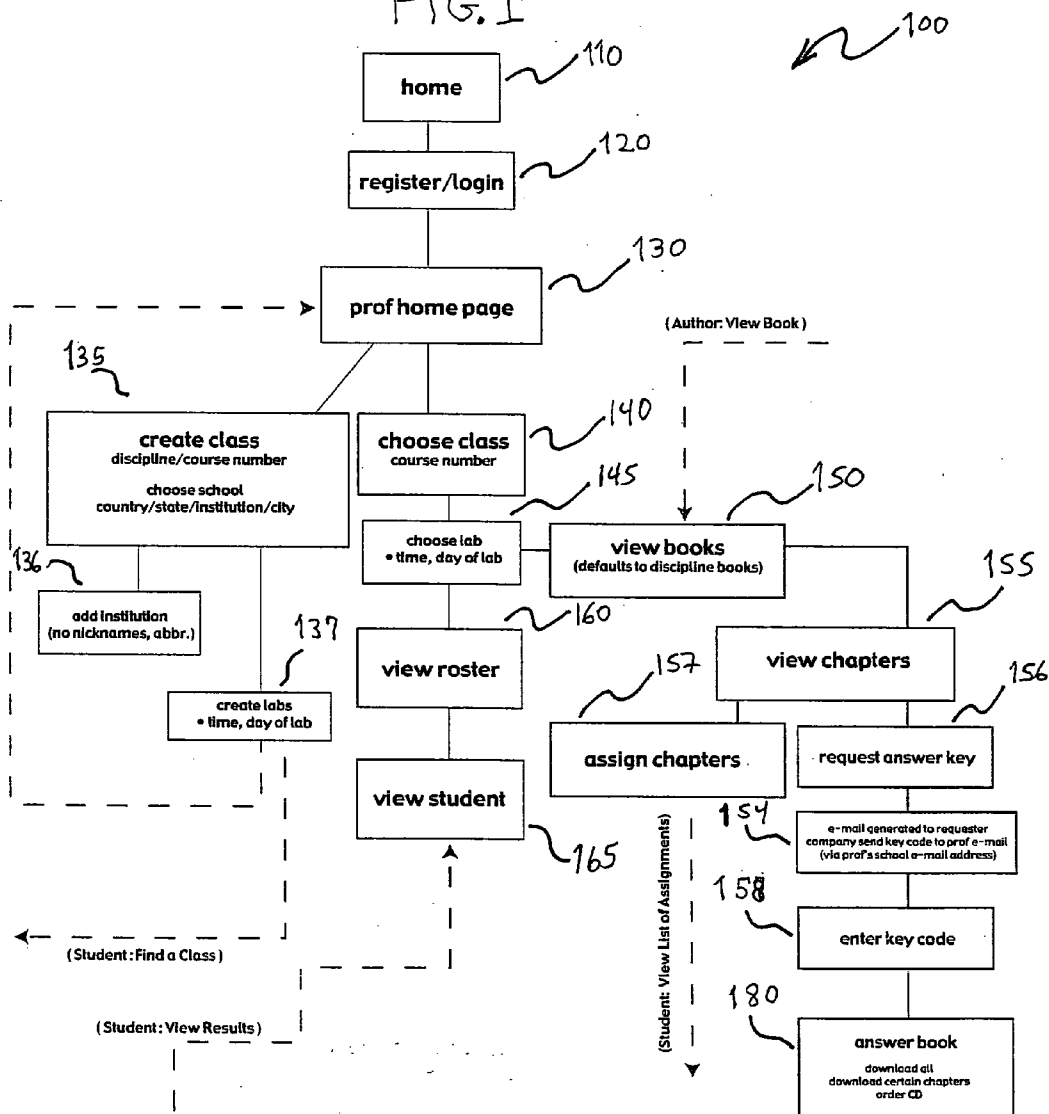 FIG. 1
100
110
home
120
register/login
130
prof home page
(Author: View Book)
135
create class
discipline/course number
choose school
country/state/institution/city
140
choose class
course number
145
choose lab
• time, day of lab
150
view books
(defaults to discipline books)
136
add institution
(no nicknames, abbr.)
137
create labs
• time, day of lab
160
view roster
155
view chapters
157
assign chapters
156
request answer key
view student
165
154
e-mail generated to requester
company send key code to prof e-mail
(via prof's school e-mail address)
158
enter key code
(Student: Find a Class)
(Student: View Results)
(Student: View List of Assignments)
180
answer book
download all
download certain chapters
order CD